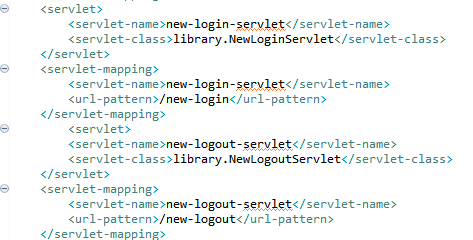 <servlet>
<servlet-name>new-login-servlet</servlet-name>
<servlet-class>library.NewLoginServlet</servlet-class>
</servlet>
<servlet-mapping>
<servlet-name>new-login-servlet</servlet-name>
<url-pattern>/new-login</url-pattern>
</servlet-mapping>
<servlet>
<servlet-name>new-logout-servlet</servlet-name>
<servlet-class>library.NewLogoutServlet</servlet-class>
</servlet>
<servlet-mapping>
<servlet-name>new-logout-servlet</servlet-name>
<url-pattern>/new-logout</url-pattern>
</servlet-mapping>